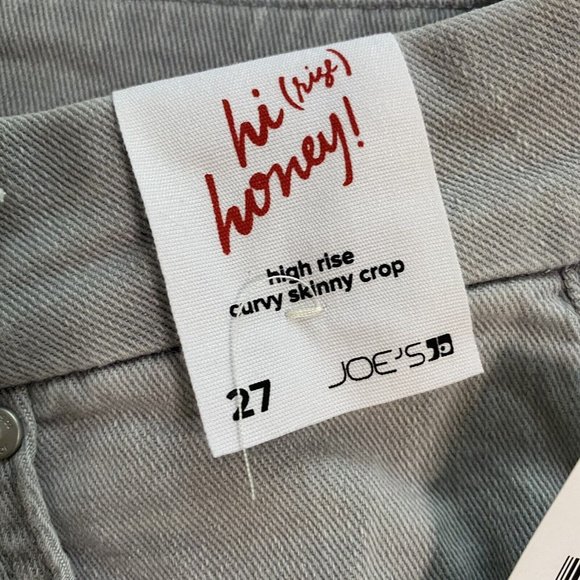 hi (rise)
honey!
high rise
curvy skinny crop
27
JOE'S